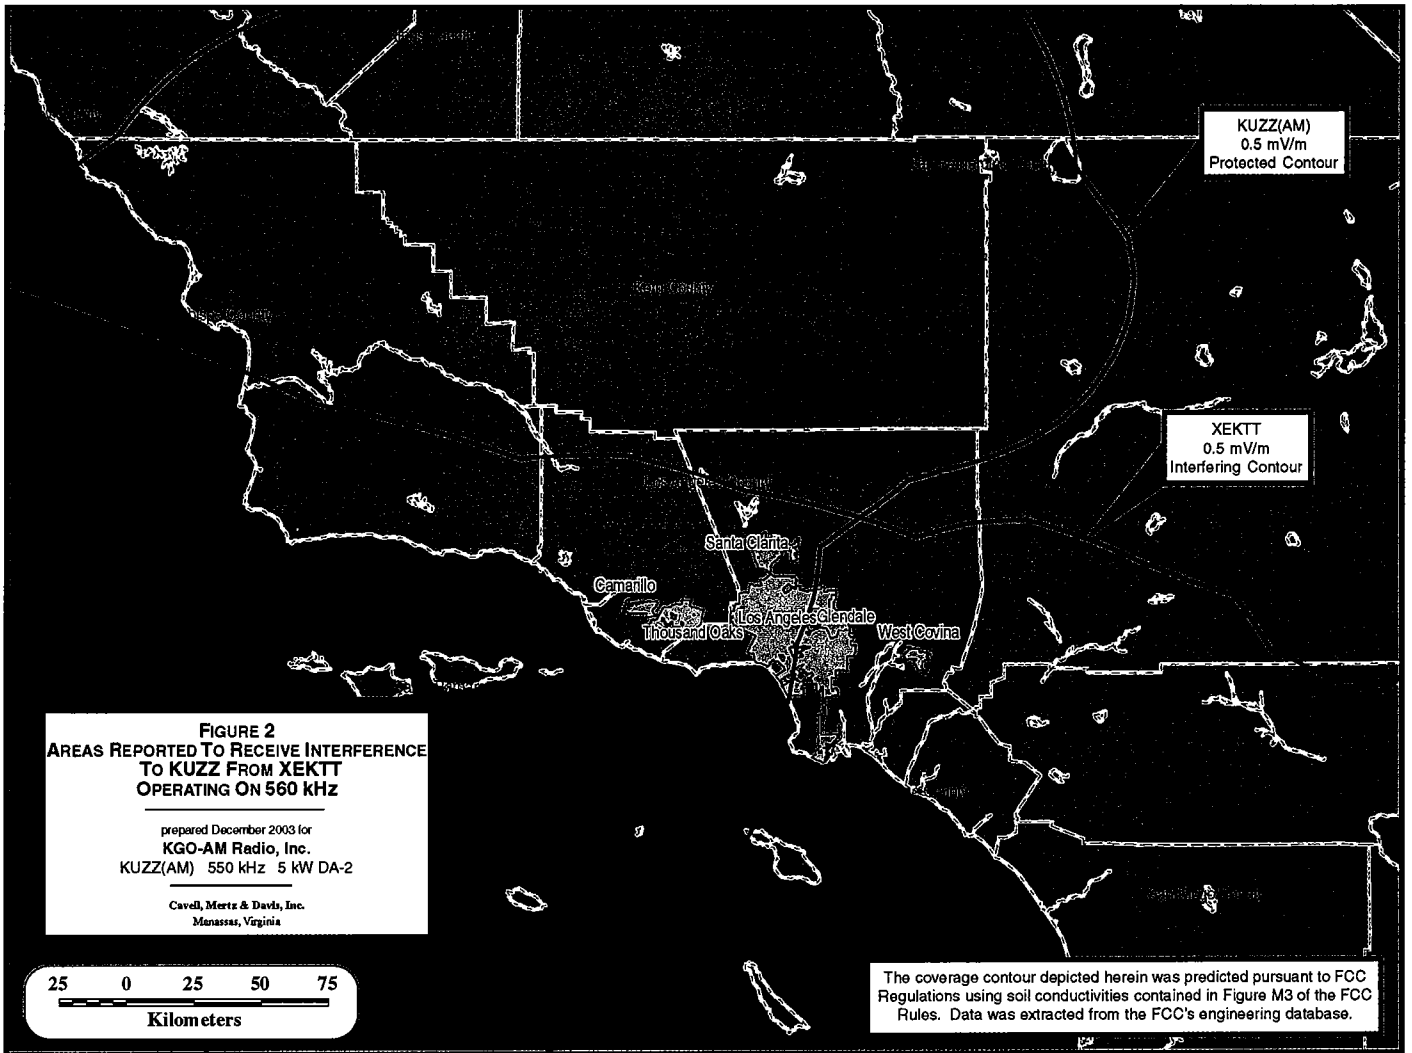 KUZZ(AM)
0.5 mV/m
Protected Contour
Kern County
XEKTT
0.5 mV/m
Interfering Contour
Los Angeles County
Santa Clarita
Camarillo
Los Angeles Glendale
Thousand Oaks
West Covina
FIGURE 2
AREAS REPORTED TO RECEIVE INTERFERENCE
TO KUZZ FROM XEKTT
OPERATING ON 560 kHz
prepared December 2003 for
KGO-AM Radio, Inc.
KUZZ(AM) 550 kHz 5 kW DA-2
Cavell, Mertz & Davis, Inc.
Manassas, Virginia
25 0 25 50 75
Kilometers
The coverage contour depicted herein was predicted pursuant to FCC
Regulations using soil conductivities contained in Figure M3 of the FCC
Rules. Data was extracted from the FCC's engineering database.